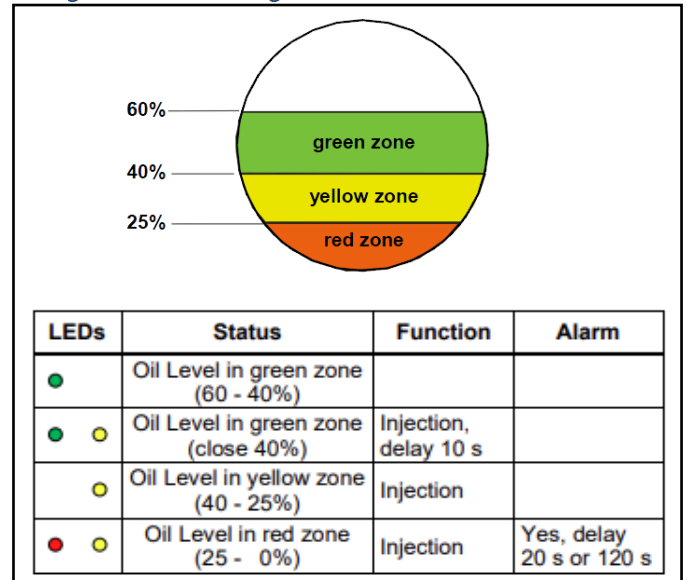 60%
green zone
40%
yellow zone
25%
red zone
LEDs Status Function Alarm
Oil Level in green zone
(60 - 40%)
Oil Level in green zone
(close 40%)
Injection,
delay 10 s
Oil Level in yellow zone
(40 - 25%)
Injection
Oil Level in red zone
(25 - 0%)
Injection
Yes, delay
20 s or 120 s